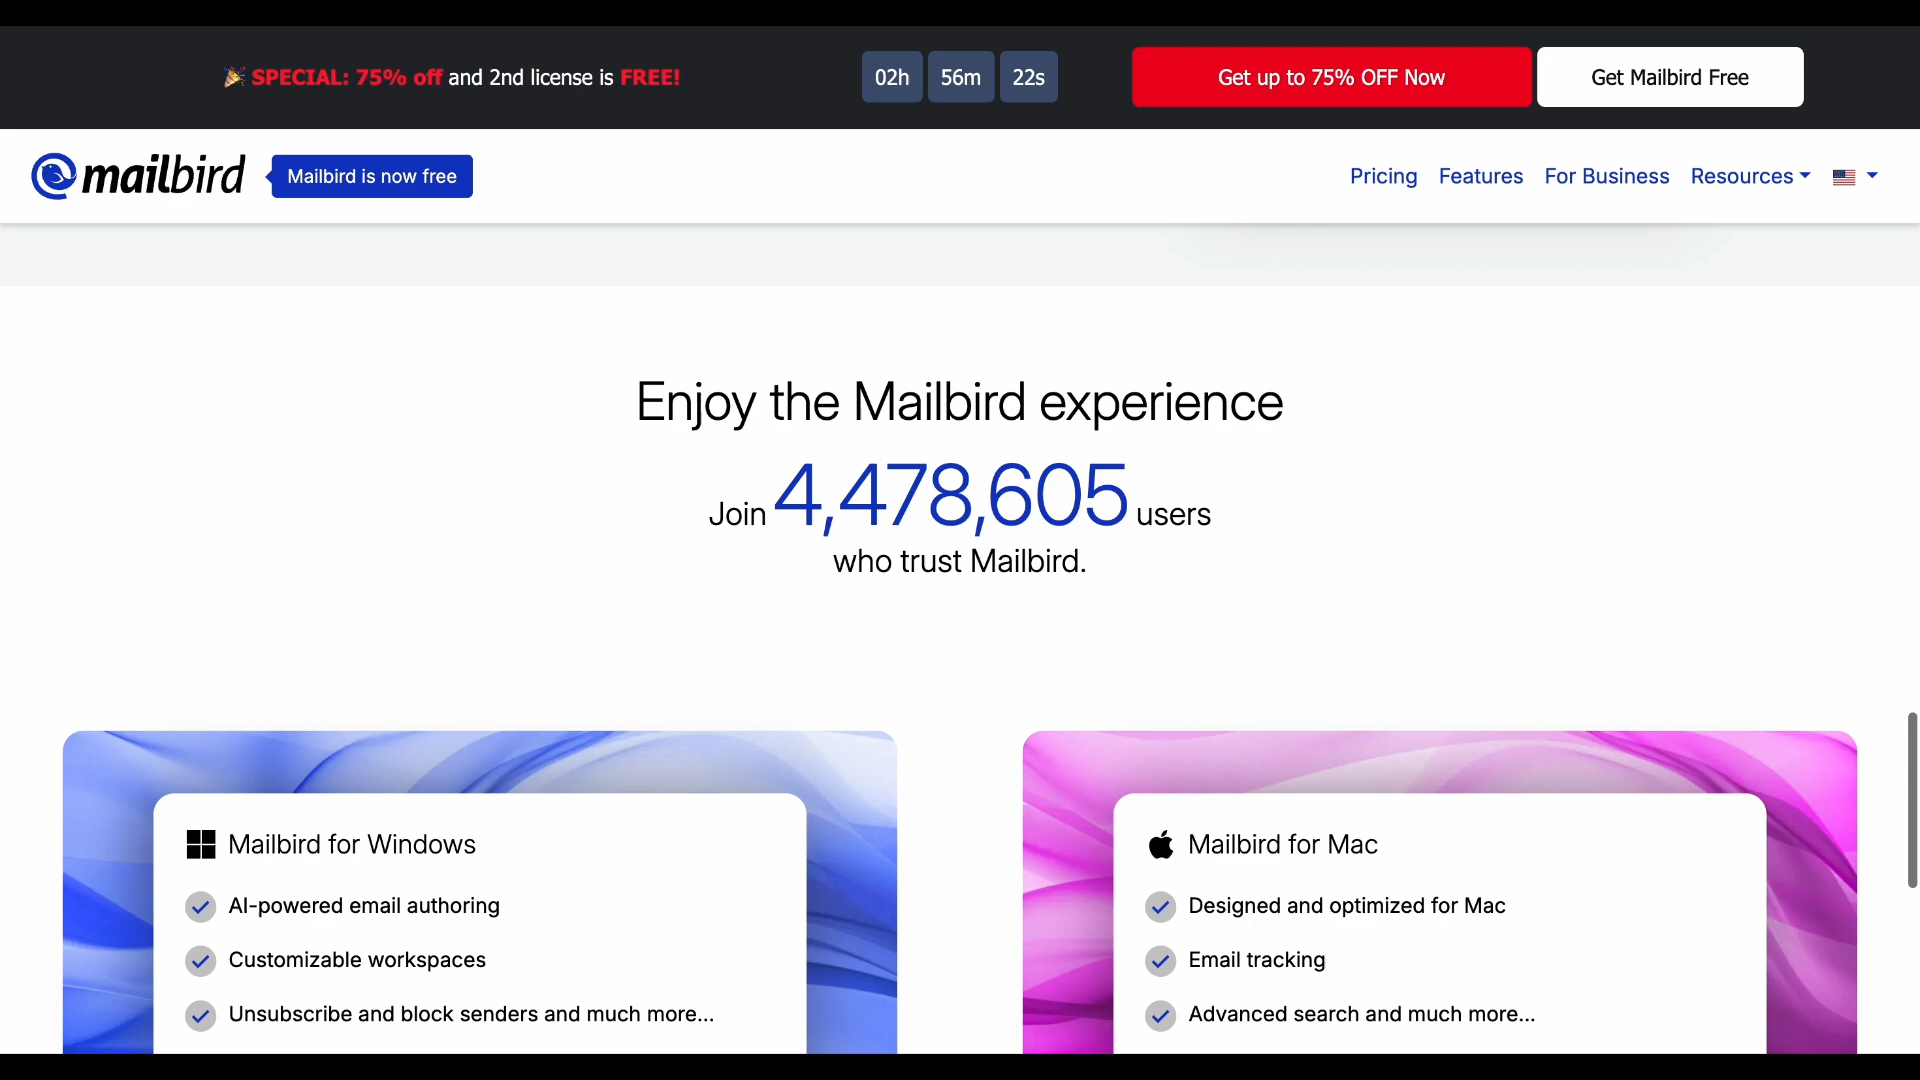 🎉 SPECIAL: 75% off and 2nd license is FREE!
02h 56m 22s
Get up to 75% OFF Now
Get Mailbird Free
mailbird
Mailbird is now free
Pricing
Features
For Business
Resources
Enjoy the Mailbird experience
Join 4,478,605 users
who trust Mailbird.
Mailbird for Windows
AI-powered email authoring
Customizable workspaces
Unsubscribe and block senders and much more...
Mailbird for Mac
Designed and optimized for Mac
Email tracking
Advanced search and much more...